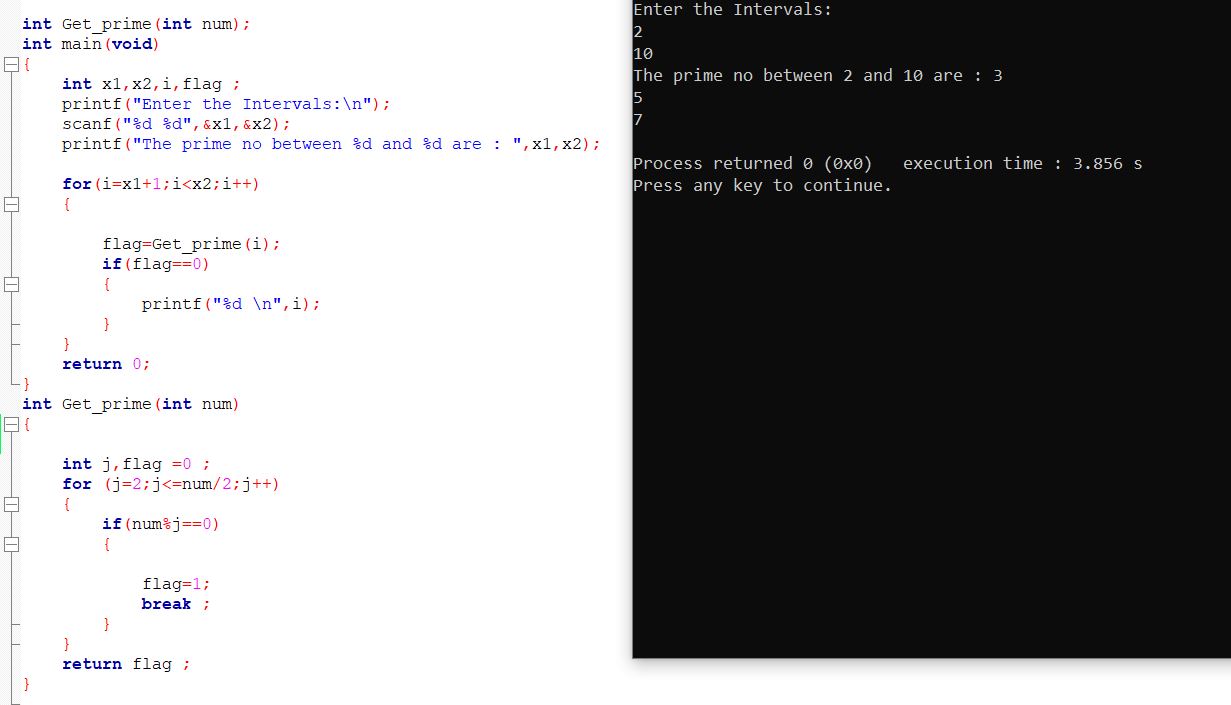 int Get_prime(int num);
int main(void)
{
    int x1,x2,i,flag ;
    printf("Enter the Intervals:\n");
    scanf("%d %d",&x1,&x2);
    printf("The prime no between %d and %d are : ",x1,x2);

    for(i=x1+1;i<x2;i++)
    {

        flag=Get_prime(i);
        if(flag==0)
        {
            printf("%d \n",i);
        }
    }
    return 0;
}
int Get_prime(int num)
{

    int j,flag =0 ;
    for (j=2;j<=num/2;j++)
    {
        if(num%j==0)
        {

            flag=1;
            break ;
        }
    }
    return flag ;
}
Enter the Intervals:
2
10
The prime no between 2 and 10 are : 3
5
7

Process returned 0 (0x0)   execution time : 3.856 s
Press any key to continue.